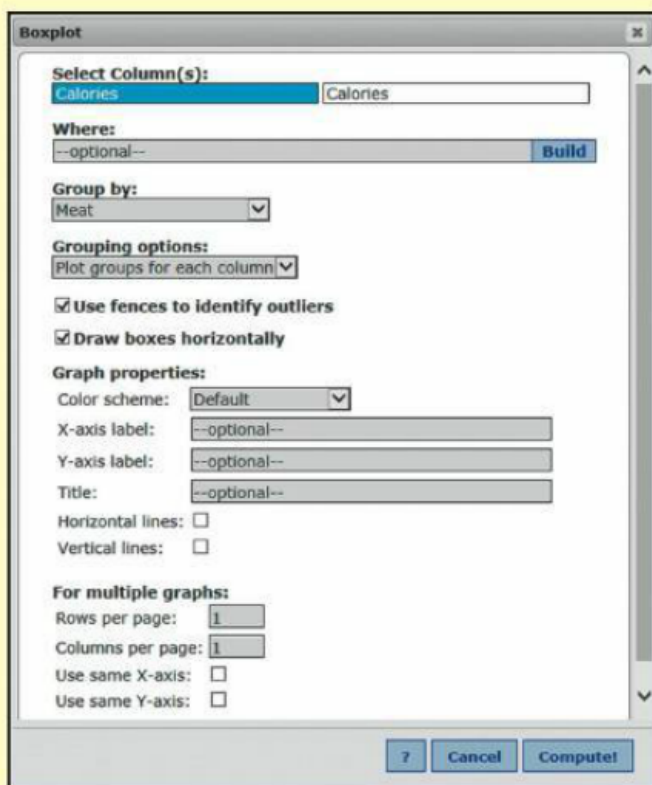 Boxplot
Select Column(s):
Calories Calories
Where:
--optional-- Build
Group by:
Meat
Grouping options:
Plot groups for each column
Use fences to identify outliers
Draw boxes horizontally
Graph properties:
Color scheme: Default
X-axis label: --optional--
Y-axis label: --optional--
Title: --optional--
Horizontal lines:
Vertical lines:
For multiple graphs:
Rows per page: 1
Columns per page: 1
Use same X-axis:
Use same Y-axis:
? Cancel Compute!